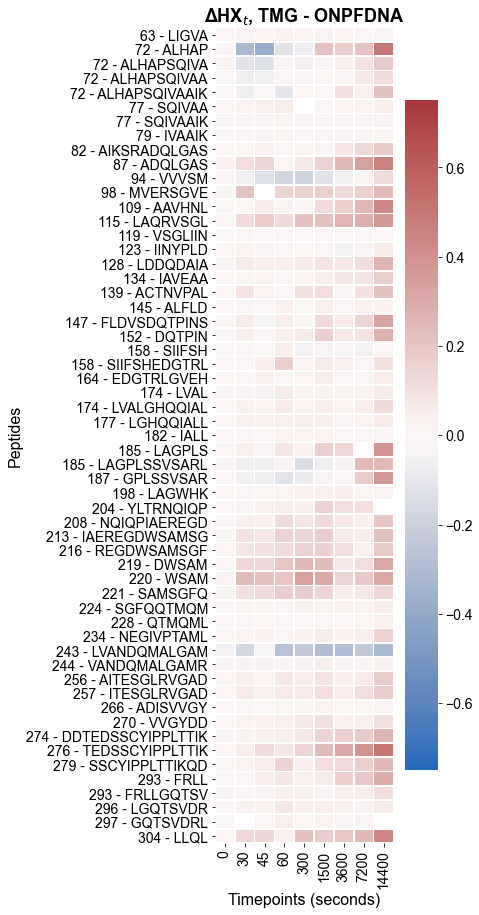 ΔHXt, TMG - ONPFDNA
63 - LIGVA
72 - ALHAP
72 - ALHAPSQIVA
72 - ALHAPSQIVAA
72 - ALHAPSQIVAAIK
77 - SQIVAA
77 - SQIVAAIK
79 - IVAAIK
82 - AIKSRADQLGAS
87 - ADQLGAS
94 - VVVSM
98 - MVERSGVE
109 - AAVHNL
115 - LAQRVSGL
119 - VSGLIIN
123 - IINYPLD
128 - LDDQDAIA
134 - IAVEAA
139 - ACTNVPAL
145 - ALFLD
147 - FLDVSDQTPINS
152 - DQTPIN
158 - SIIFSH
158 - SIIFSHEDGTRL
164 - EDGTRLGVEH
174 - LVAL
174 - LVALGHQQIAL
177 - LGHQQIALL
182 - IALL
185 - LAGPLS
185 - LAGPLSSVSARL
187 - GPLSSVSAR
198 - LAGWHK
204 - YLTRNQIQP
208 - NQIQPIAEREGD
213 - IAEREGDWSAMSG
216 - REGDWSAMSGF
219 - DWSAM
220 - WSAM
221 - SAMSGFQ
224 - SGFQQTMQM
228 - QTMQML
234 - NEGIVPTAML
243 - LVANDQMALGAM
244 - VANDQMALGAMR
256 - AITESGLRVGAD
257 - ITESGLRVGAD
266 - ADISVVGY
270 - VVGYDD
274 - DDTEDSSCYIPPLTTIK
276 - TEDSSCYIPPLTTIK
279 - SSCYIPPLTTIKQD
293 - FRLL
293 - FRLLGQTSV
296 - LGQTSVDR
297 - GQTSVDRL
304 - LLQL
Peptides
0
30
45
60
300
1500
3600
7200
14400
Timepoints (seconds)
0.6
0.4
0.2
0.0
−0.2
−0.4
−0.6